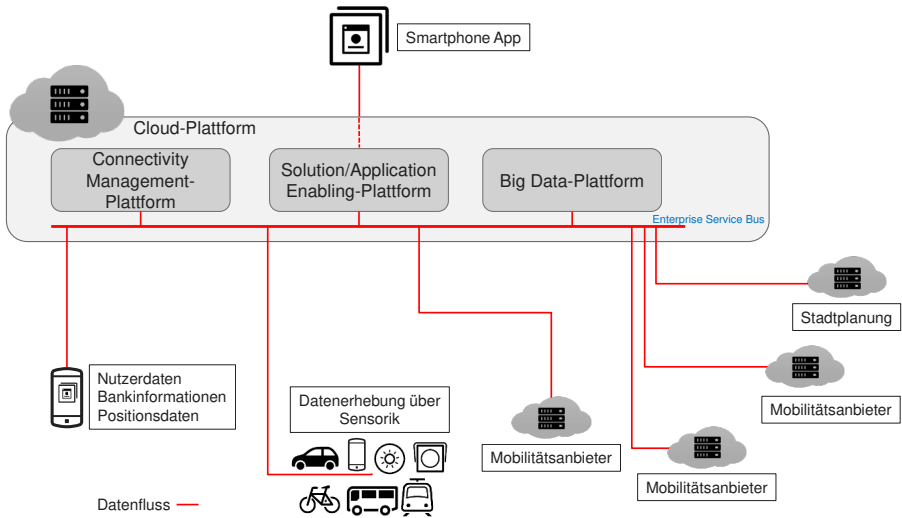 Smartphone App
Cloud-Plattform
Connectivity
Management-
Plattform
Solution/Application
Enabling-Plattform
Big Data-Plattform
Enterprise Service Bus
Stadtplanung
Nutzerdaten
Bankinformationen
Positionsdaten
Datenerhebung über
Sensorik
Mobilitätsanbieter
Mobilitätsanbieter
Mobilitätsanbieter
Datenfluss